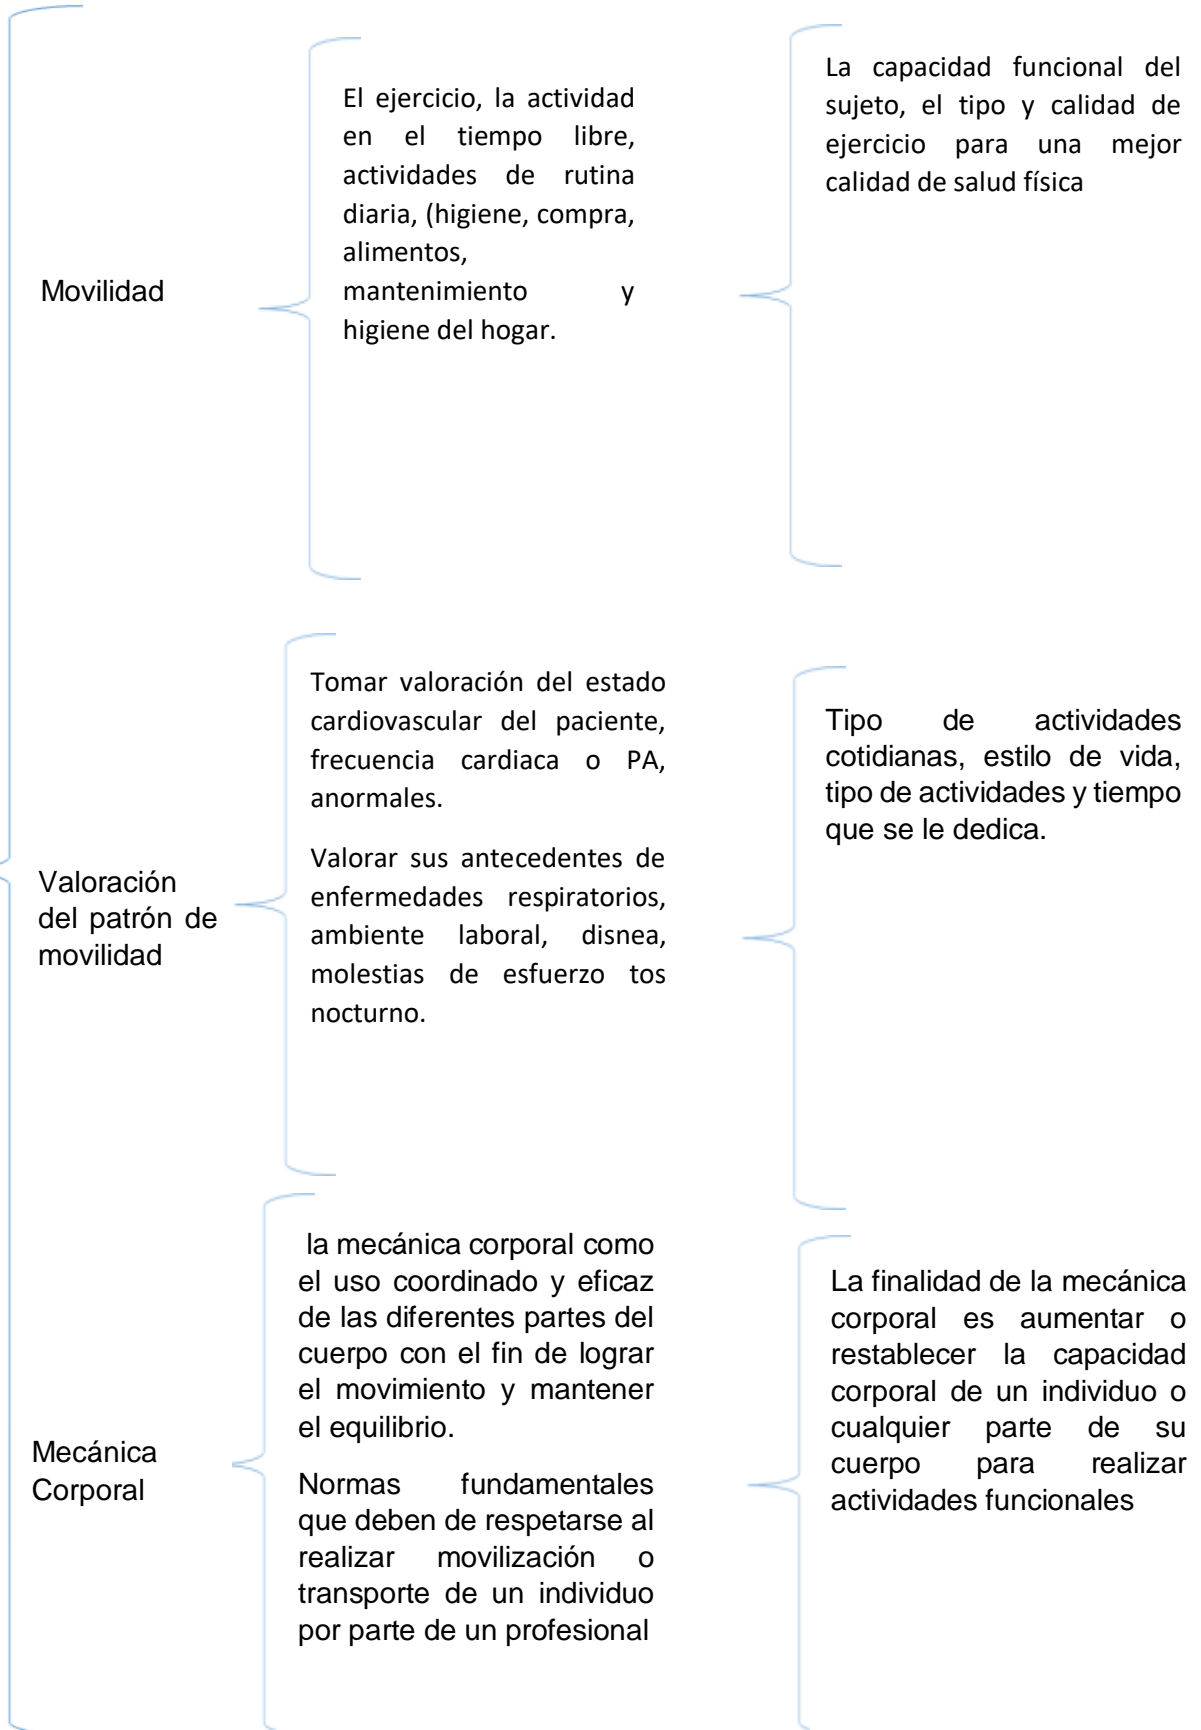 Movilidad
El ejercicio, la actividad
en el tiempo libre,
actividades de rutina
diaria, (higiene, compra,
alimentos,
mantenimiento y
higiene del hogar.
La capacidad funcional del
sujeto, el tipo y calidad de
ejercicio para una mejor
calidad de salud física
Valoración
del patrón de
movilidad
Tomar valoración del estado
cardiovascular del paciente,
frecuencia cardiaca o PA,
anormales.
Valorar sus antecedentes de
enfermedades respiratorios,
ambiente laboral, disnea,
molestias de esfuerzo tos
nocturno.
Tipo de actividades
cotidianas, estilo de vida,
tipo de actividades y tiempo
que se le dedica.
Mecánica
Corporal
la mecánica corporal como
el uso coordinado y eficaz
de las diferentes partes del
cuerpo con el fin de lograr
el movimiento y mantener
el equilibrio.
Normas fundamentales
que deben de respetarse al
realizar movilización o
transporte de un individuo
por parte de un profesional
La finalidad de la mecánica
corporal es aumentar o
restablecer la capacidad
corporal de un individuo o
cualquier parte de su
cuerpo para realizar
actividades funcionales